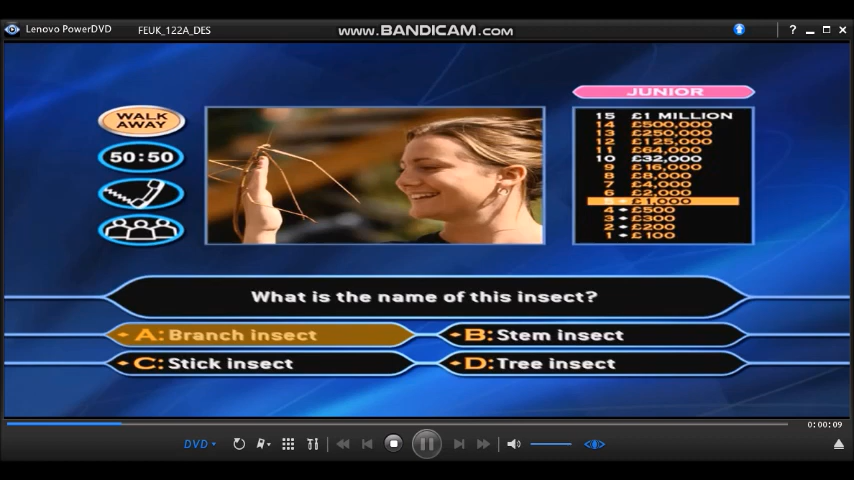 Lenovo PowerDVD
FEUK_122A_DES
www.BANDICAM.com
?
JUNIOR
WALK
AWAY
50:50
15 £1 MILLION
14 £500,000
13 £250,000
12 £125,000
11 £64,000
10 £32,000
9 £16,000
8 £8,000
7 £4,000
6 £2,000
5 £1,000
4 £500
3 £300
2 £200
1 £100
What is the name of this insect?
A: Branch insect
B: Stem insect
C: Stick insect
D: Tree insect
0:00:09
DVD